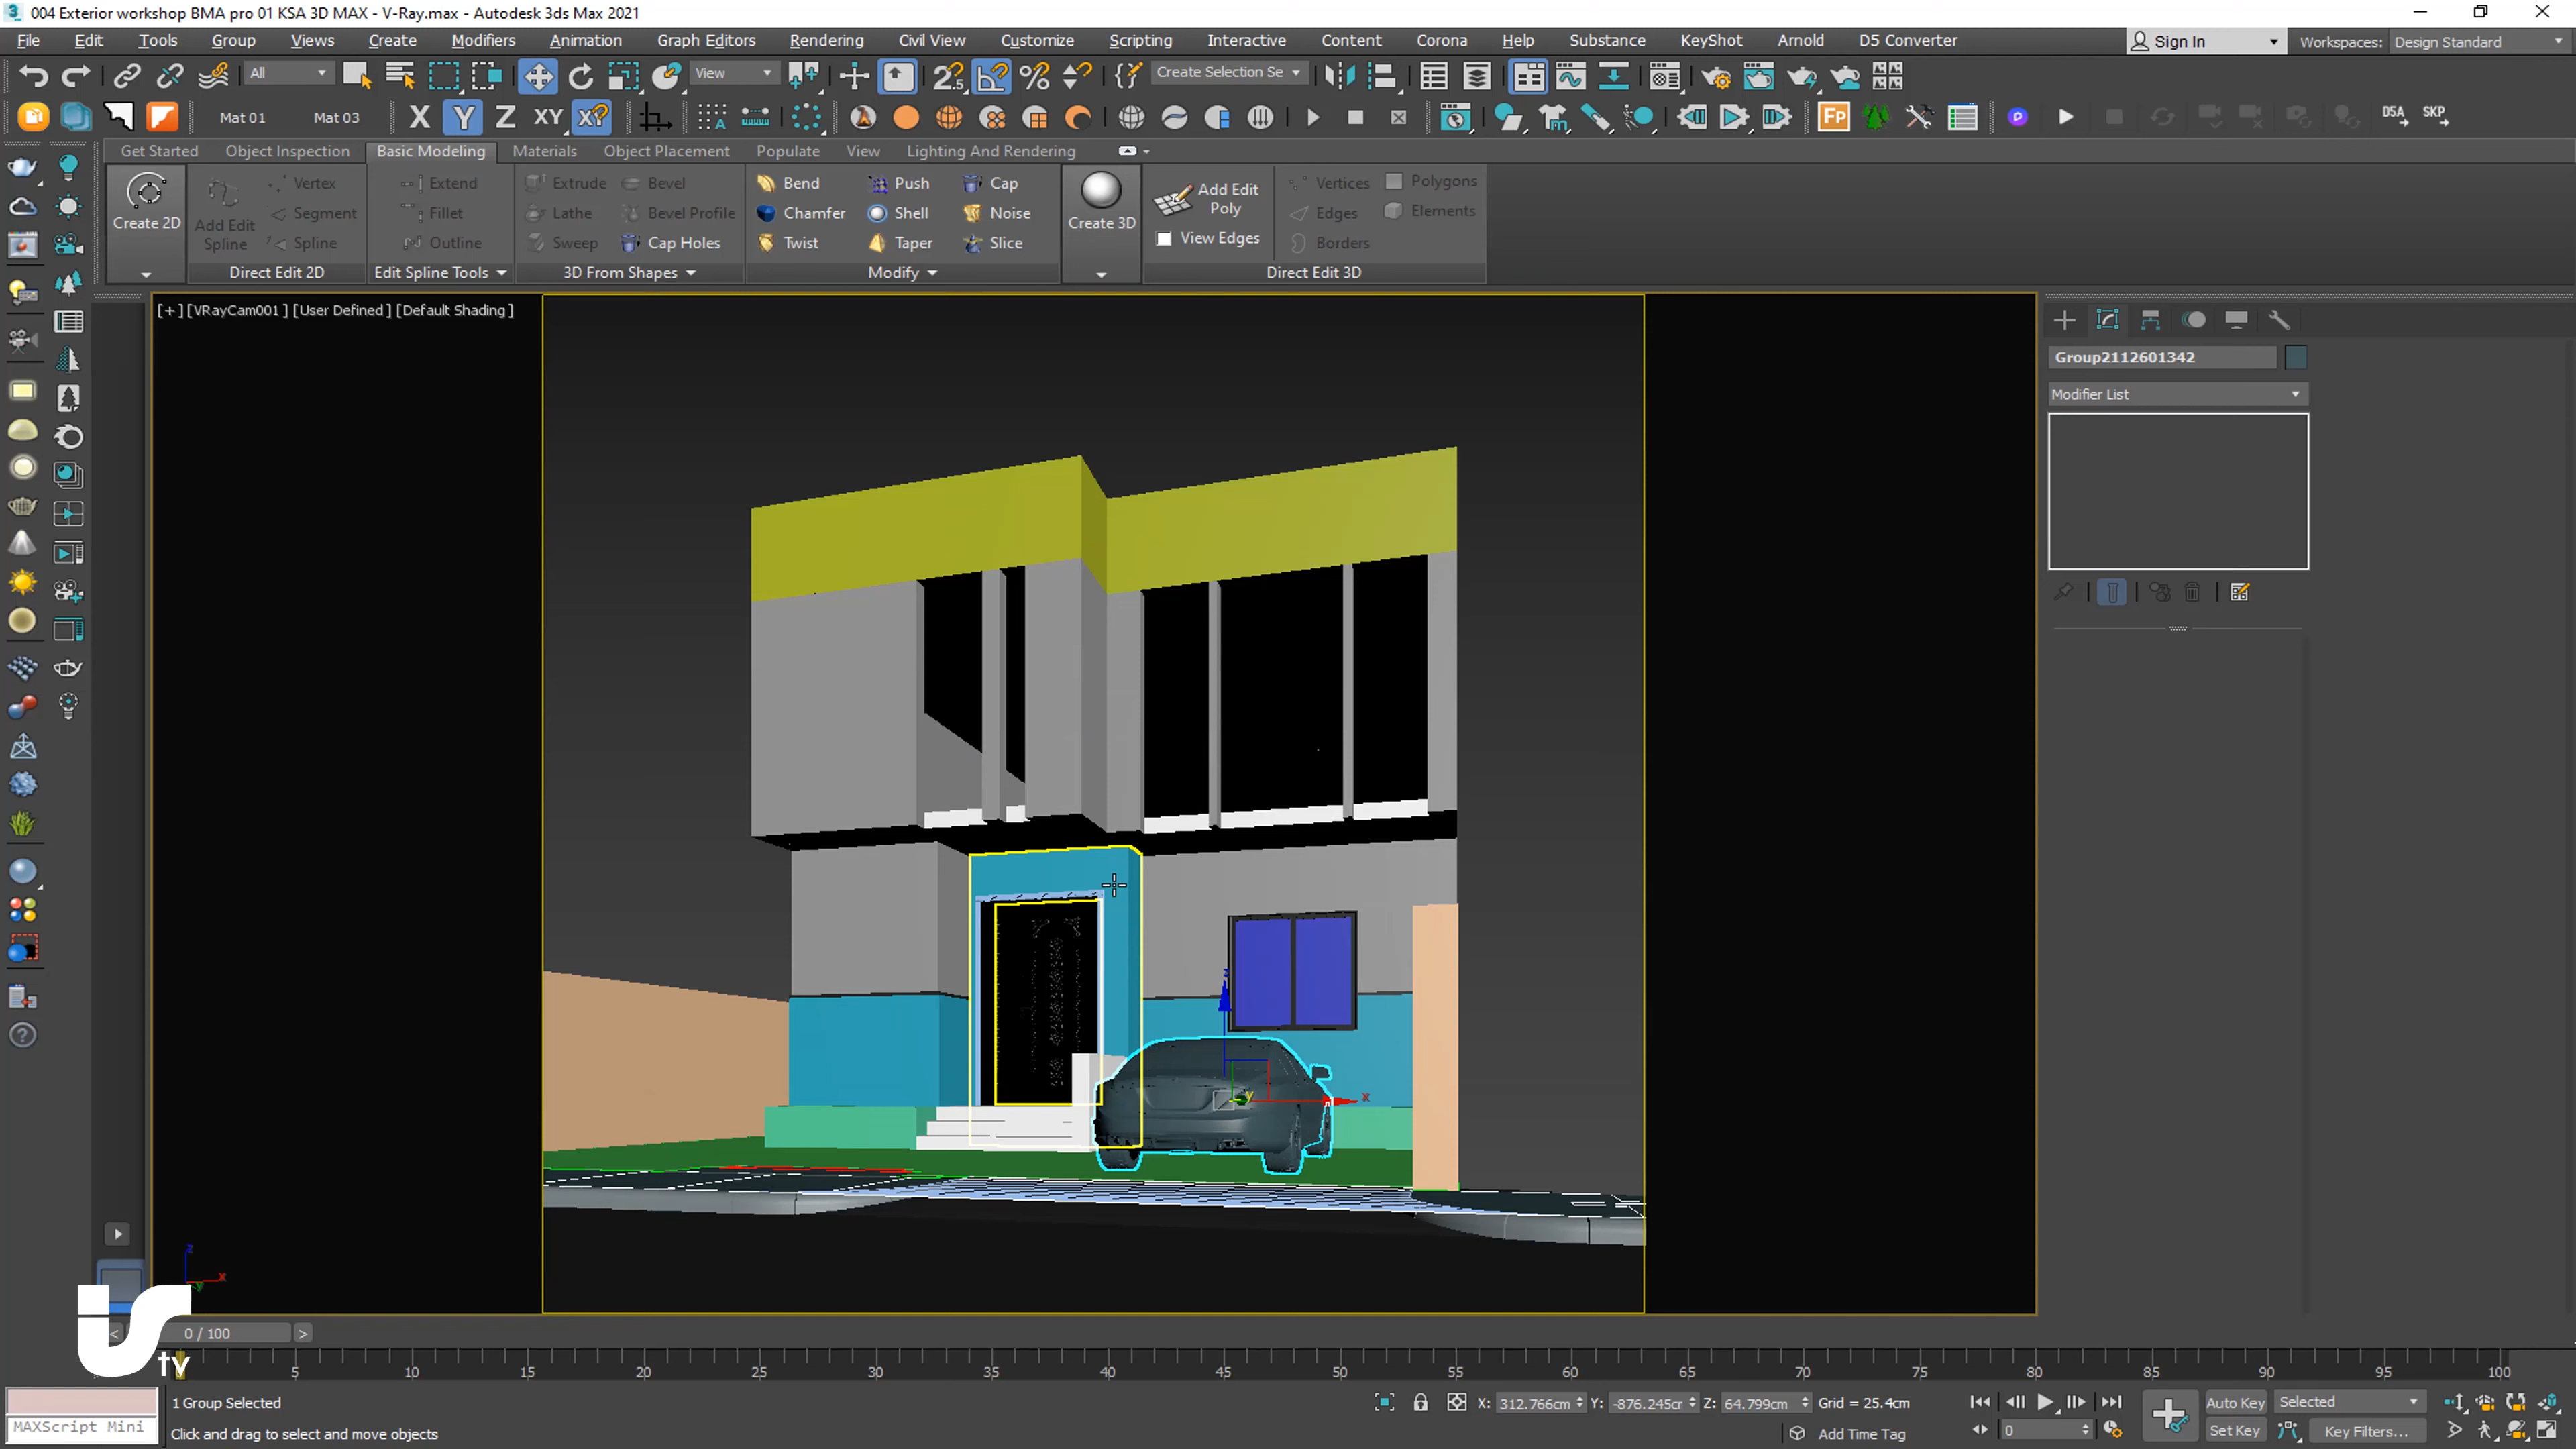 004 Exterior workshop BMA pro 01 KSA 3D MAX - V-Ray.max - Autodesk 3ds Max 2021
File Edit Tools Group Views Create Modifiers Animation Graph Editors Rendering Civil View Customize Scripting Interactive Content Corona Help Substance KeyShot Arnold D5 Converter Sign In Workspaces: Design Standard
All View Create Selection Se
Mat 01 Mat 03 X Y Z XY XY Fp D5A SKP
Get Started Object Inspection Basic Modeling Materials Object Placement Populate View Lighting And Rendering
Create 2D
Add Edit Spline
Vertex
Segment
Spline
Direct Edit 2D
Extend
Fillet
Outline
Edit Spline Tools
Extrude Bevel
Lathe Bevel Profile
Sweep Cap Holes
3D From Shapes
Bend Push Cap
Chamfer Shell Noise
Twist Taper Slice
Modify
Create 3D
Add Edit Poly
View Edges
Vertices Polygons
Edges Elements
Borders
Direct Edit 3D
[+] [VRayCam001] [User Defined] [Default Shading]
Group2112601342
Modifier List
z
x
y
z
x
y
tv
< 0 / 100 >
5 10 15 20 25 30 35 40 45 50 55 60 65 70 75 80 85 90 95 100
1 Group Selected
X: 312.766cm Y: -876.245cr Z: 64.799cm Grid = 25.4cm
Auto Key Selected
MAXScript Mini
Click and drag to select and move objects
Add Time Tag
0
Set Key Key Filters...